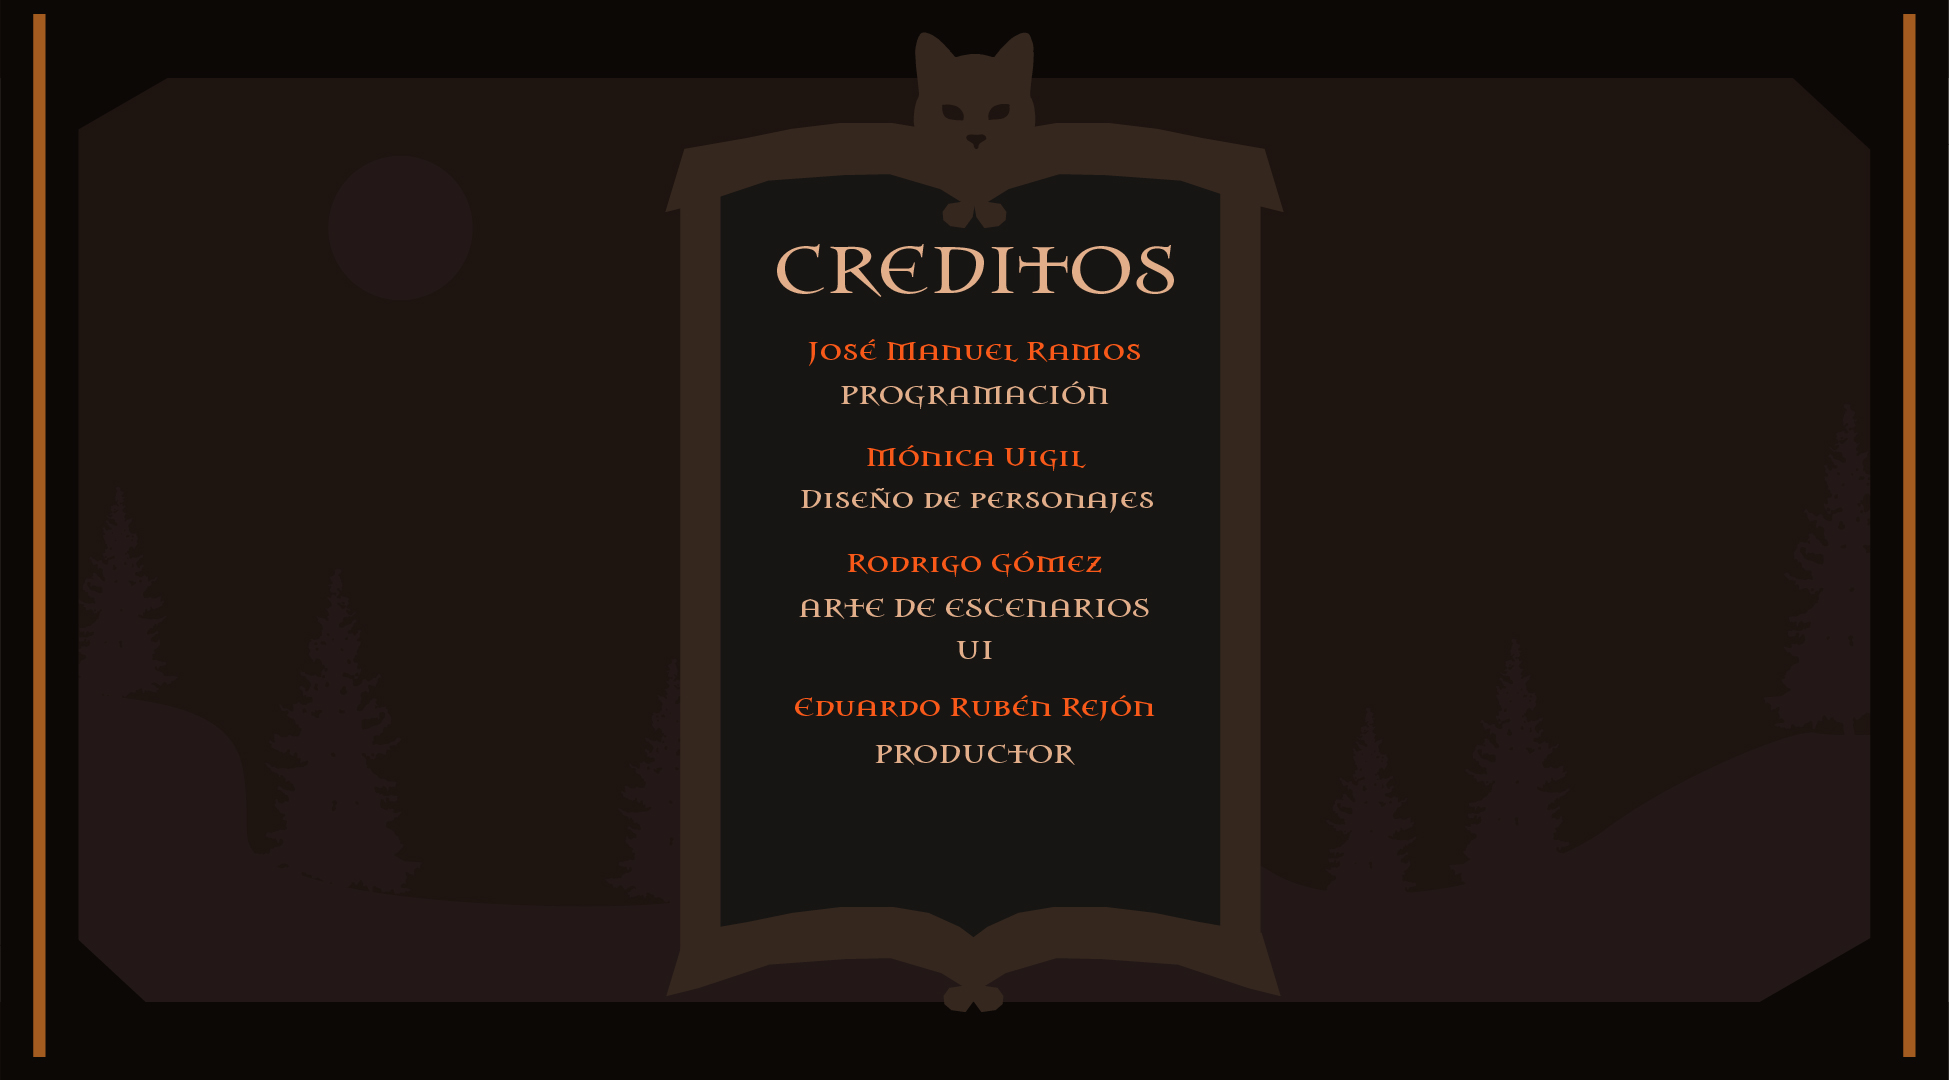 CREDITOS
José Manuel Ramos
PROGRAMACIÓN
Mónica Vigil
Diseño de personajes
Rodrigo Gómez
ARTE DE ESCENARIOS
UI
Eduardo Rubén Rejón
PRODUCTOR